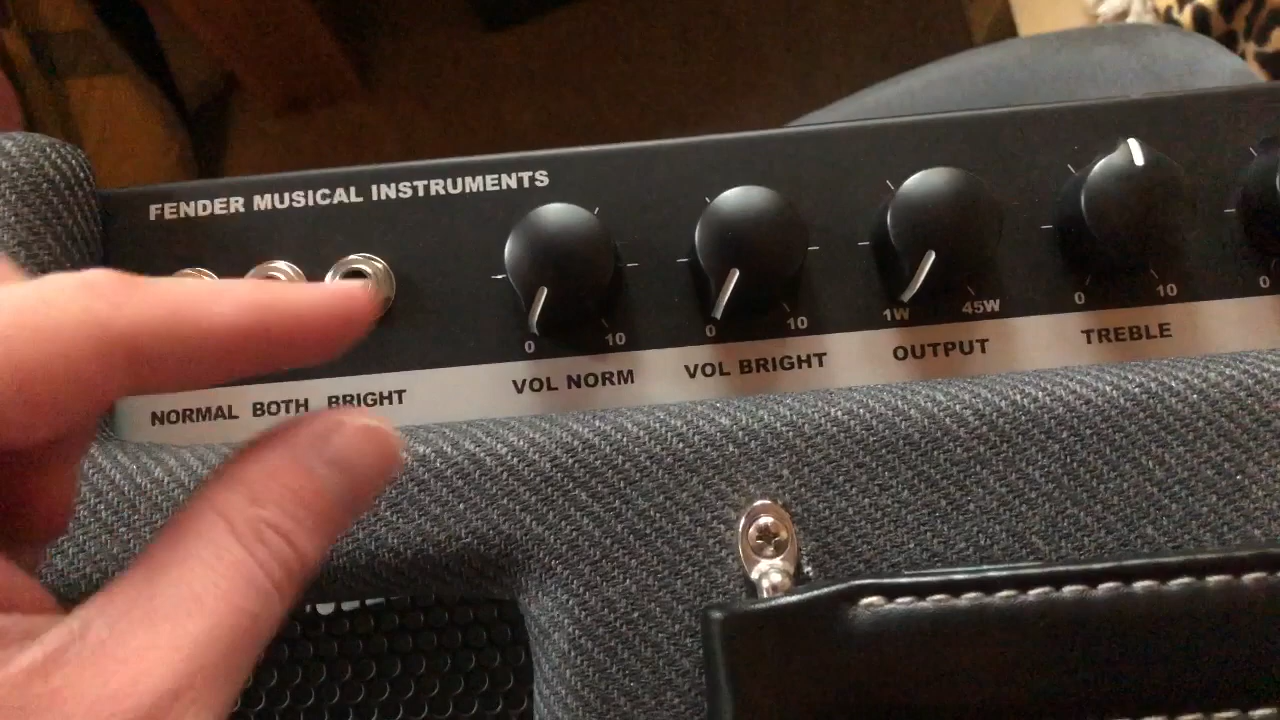 FENDER MUSICAL INSTRUMENTS
0 10
0 10
1W 45W
0 10
0
NORMAL BOTH BRIGHT
VOL NORM
VOL BRIGHT
OUTPUT
TREBLE